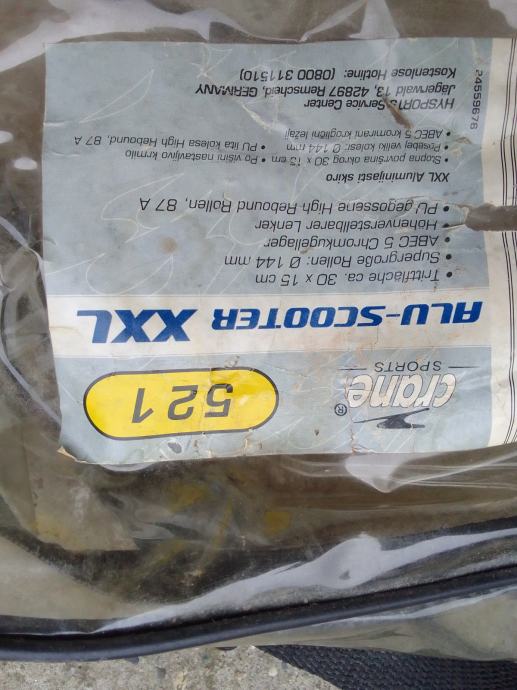 crane®
SPORTS
521
ALU-SCOOTER XXL
• Trittfläche ca. 30 x 15 cm
• Supergroße Rollen: Ø 144 mm
• ABEC 5 Chromkugellager
• Höhenverstellbarer Lenker
• PU gegossene High Rebound Rollen, 87 A
XXL Aluminijasti skiro
• Stopna površina okrog 30 x 15 cm • Po višini nastavljivo krmilo
• Posebej veliki kolesi: Ø 144 mm • PU lita kolesa High Rebound, 87 A
• ABEC 5 kromirani kroglični ležaji
HYSPORTS Service Center
Jägerwald 13, 42897 Remscheid, GERMANY
Kostenlose Hotline: (0800 311510)
24559678